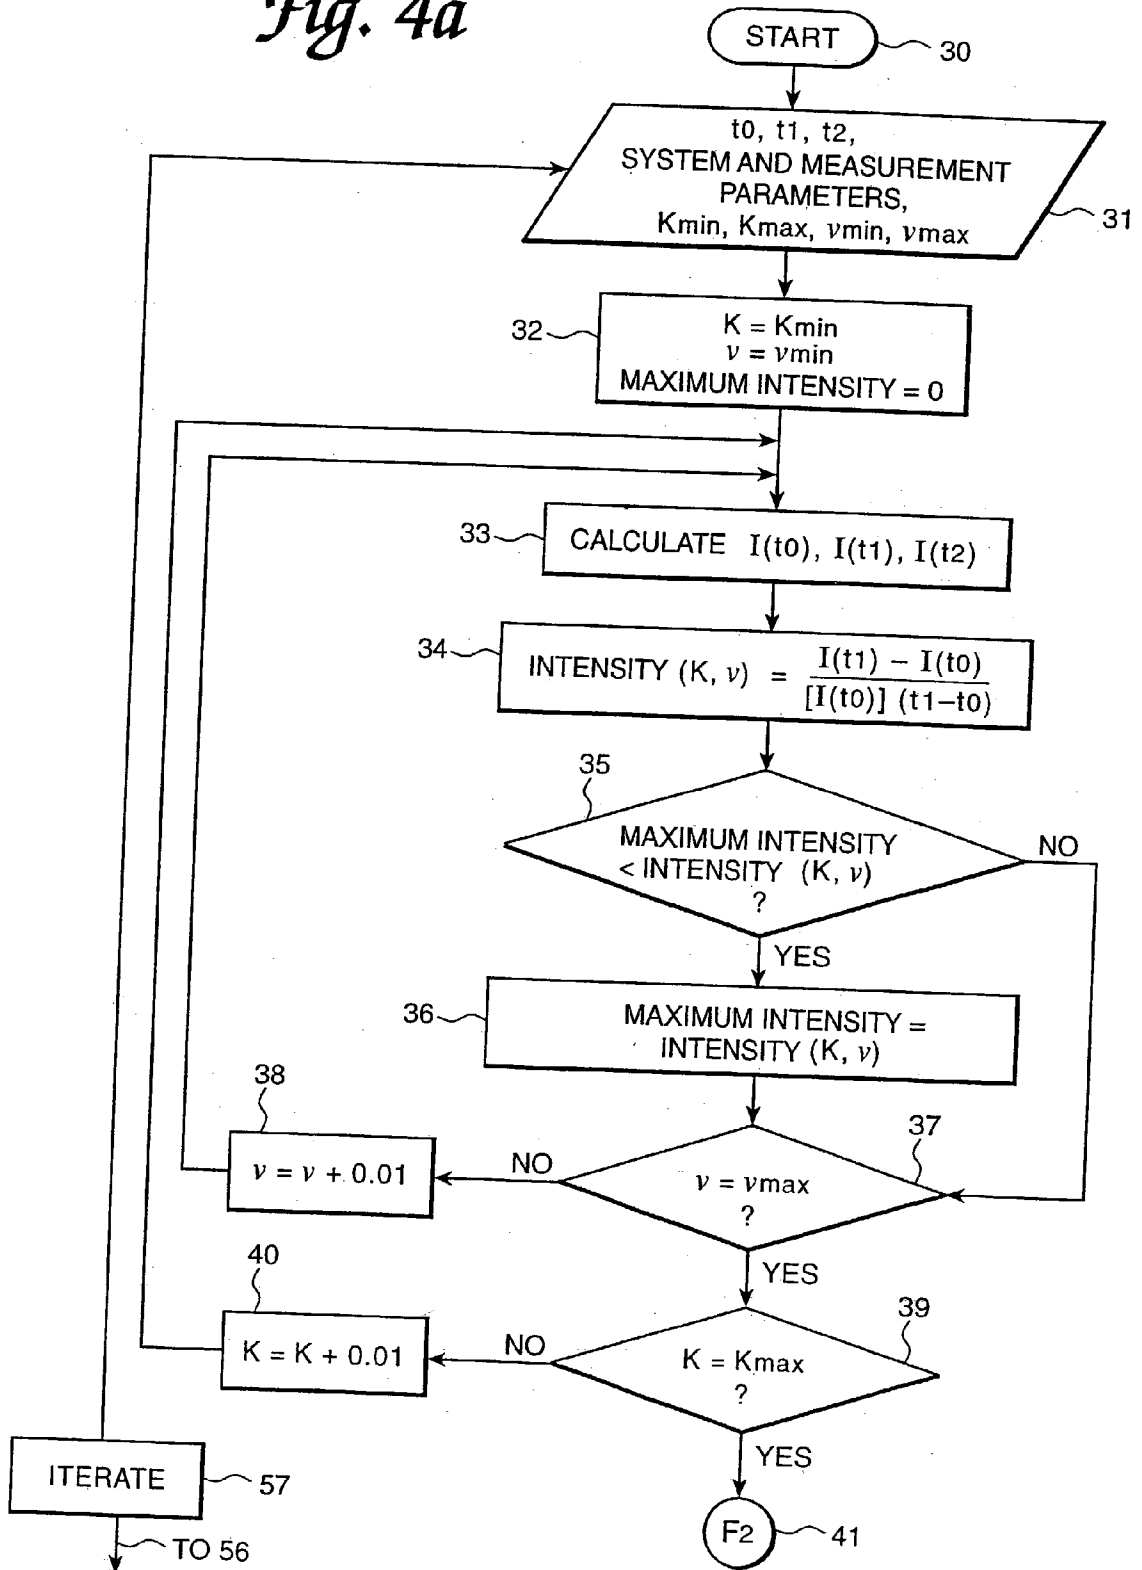 Fig. 4a
START
30
t0, t1, t2,
SYSTEM AND MEASUREMENT
PARAMETERS,
Kmin, Kmax, νmin, νmax
31
32
K = Kmin
ν = νmin
MAXIMUM INTENSITY = 0
33
CALCULATE I(t0), I(t1), I(t2)
34
INTENSITY (K, ν) = I(t1) – I(t0)
[I(t0)] (t1–t0)
35
MAXIMUM INTENSITY
< INTENSITY (K, ν)
?
NO
YES
36
MAXIMUM INTENSITY =
INTENSITY (K, ν)
38
ν = ν + 0.01
NO
37
ν = νmax
?
YES
40
K = K + 0.01
NO
39
K = Kmax
?
YES
ITERATE
57
F2
41
TO 56